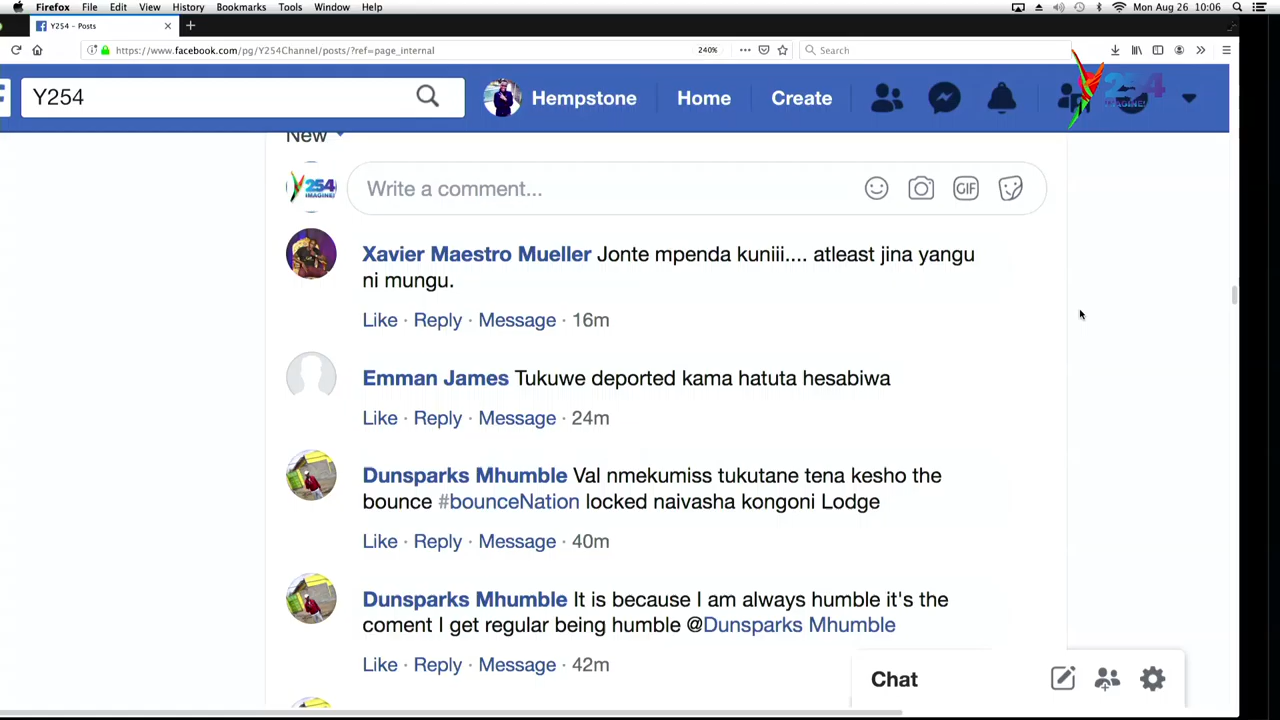 Firefox File Edit View History Bookmarks Tools Window Help Mon Aug 26 10:06
Y254 - Posts
https://www.facebook.com/pg/Y254Channel/posts/?ref=page_internal 240% Search
Y254 Hempstone Home Create
254
IMAGINE!
New
Y254
IMAGINE!
Write a comment... GIF
Xavier Maestro Mueller Jonte mpenda kuniii.... atleast jina yangu
ni mungu.
Like · Reply · Message · 16m
Emman James Tukuwe deported kama hatuta hesabiwa
Like · Reply · Message · 24m
Dunsparks Mhumble Val nmekumiss tukutane tena kesho the
bounce #bounceNation locked naivasha kongoni Lodge
Like · Reply · Message · 40m
Dunsparks Mhumble It is because I am always humble it's the
coment I get regular being humble @Dunsparks Mhumble
Like · Reply · Message · 42m
Chat